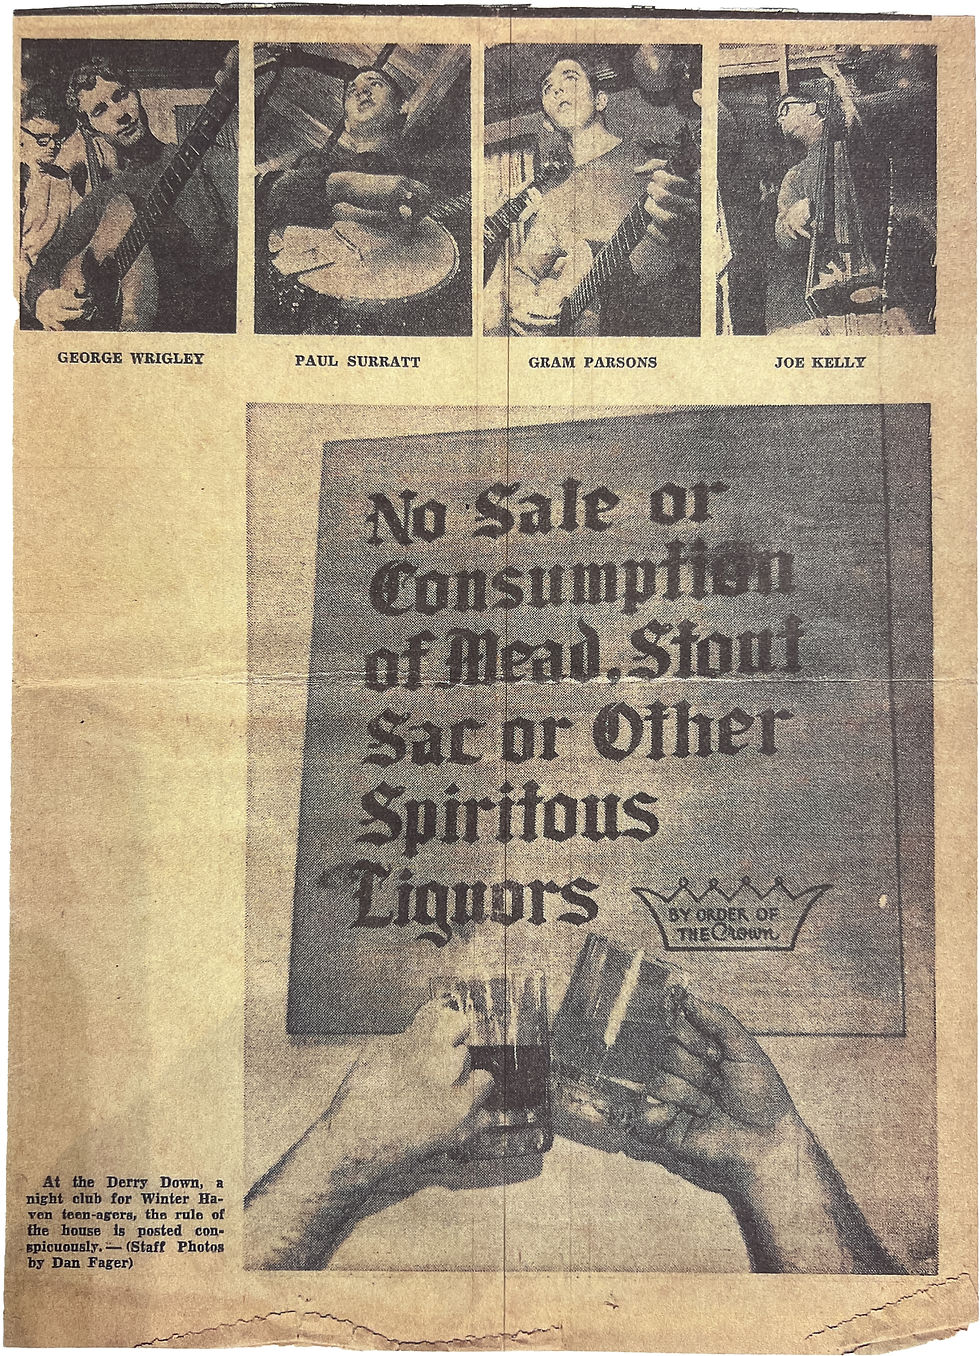 GEORGE WRIGLEY
PAUL SURRATT
GRAM PARSONS
JOE KELLY
No Sale or
Consumption
of Mead, Stout
Sac or Other
Spiritous
Liquors
BY ORDER OF
THE Crown
At the Derry Down, a
night club for Winter Ha-
ven teen-agers, the rule of
the house is posted con-
spicuously. — (Staff Photos
by Dan Fager)